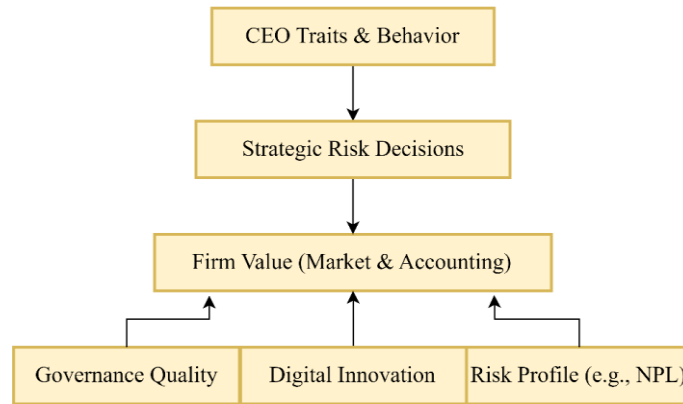 CEO Traits & Behavior
Strategic Risk Decisions
Firm Value (Market & Accounting)
Governance Quality
Digital Innovation
Risk Profile (e.g., NPL)